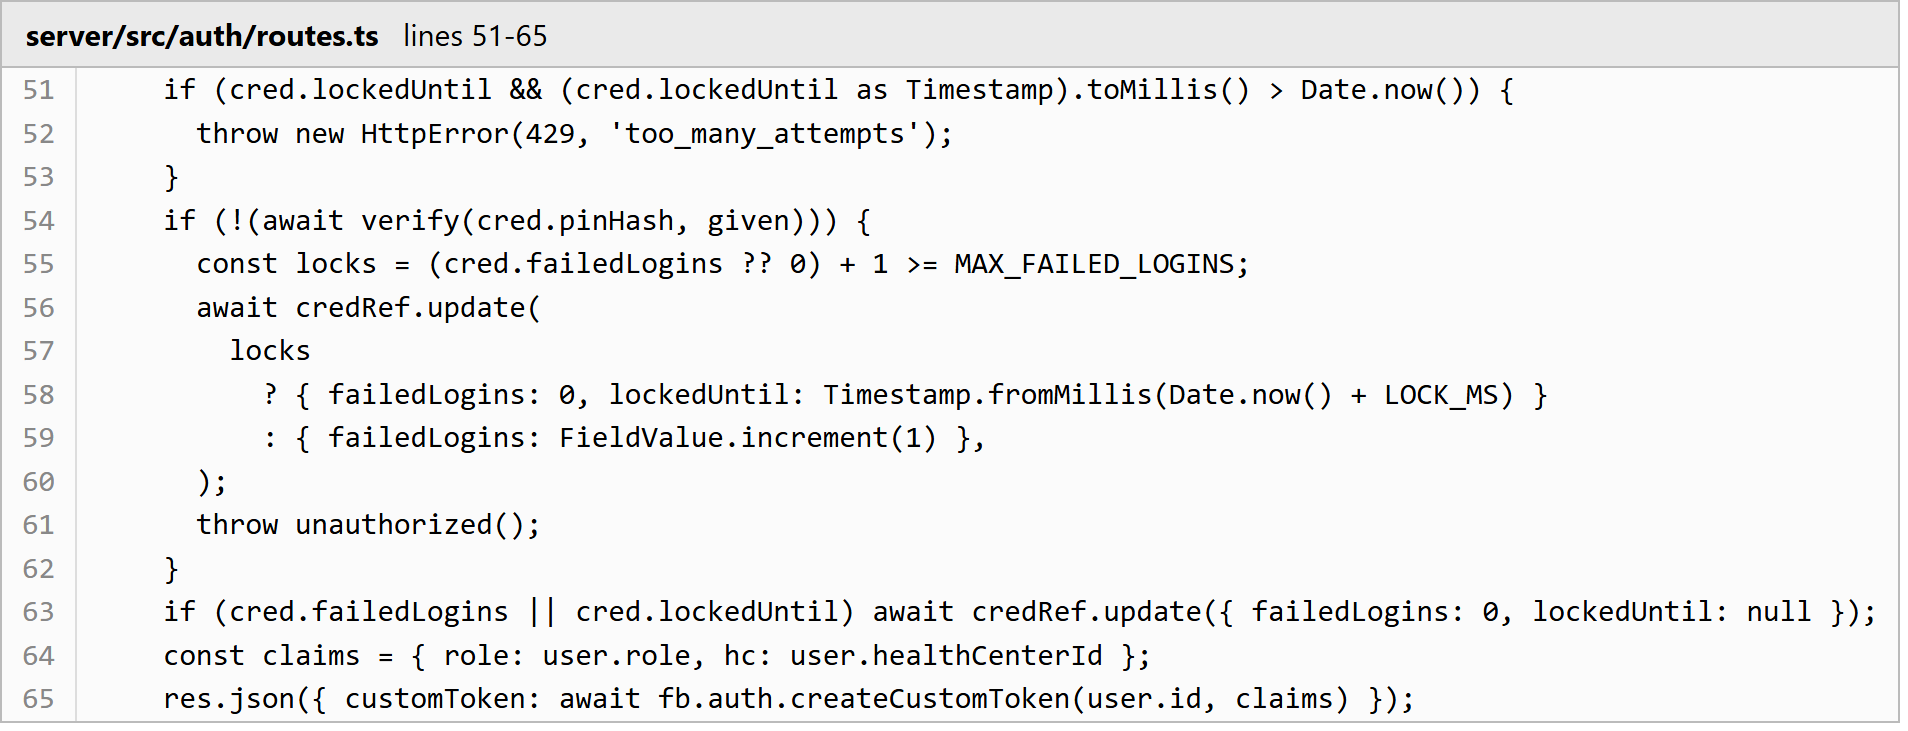 server/src/auth/routes.ts lines 51-65
51 if (cred.lockedUntil && (cred.lockedUntil as Timestamp).toMillis() > Date.now()) {
52 throw new HttpError(429, 'too_many_attempts');
53 }
54 if (!(await verify(cred.pinHash, given))) {
55 const locks = (cred.failedLogins ?? 0) + 1 >= MAX_FAILED_LOGINS;
56 await credRef.update(
57 locks
58 ? { failedLogins: 0, lockedUntil: Timestamp.fromMillis(Date.now() + LOCK_MS) }
59 : { failedLogins: FieldValue.increment(1) },
60 );
61 throw unauthorized();
62 }
63 if (cred.failedLogins || cred.lockedUntil) await credRef.update({ failedLogins: 0, lockedUntil: null });
64 const claims = { role: user.role, hc: user.healthCenterId };
65 res.json({ customToken: await fb.auth.createCustomToken(user.id, claims) });